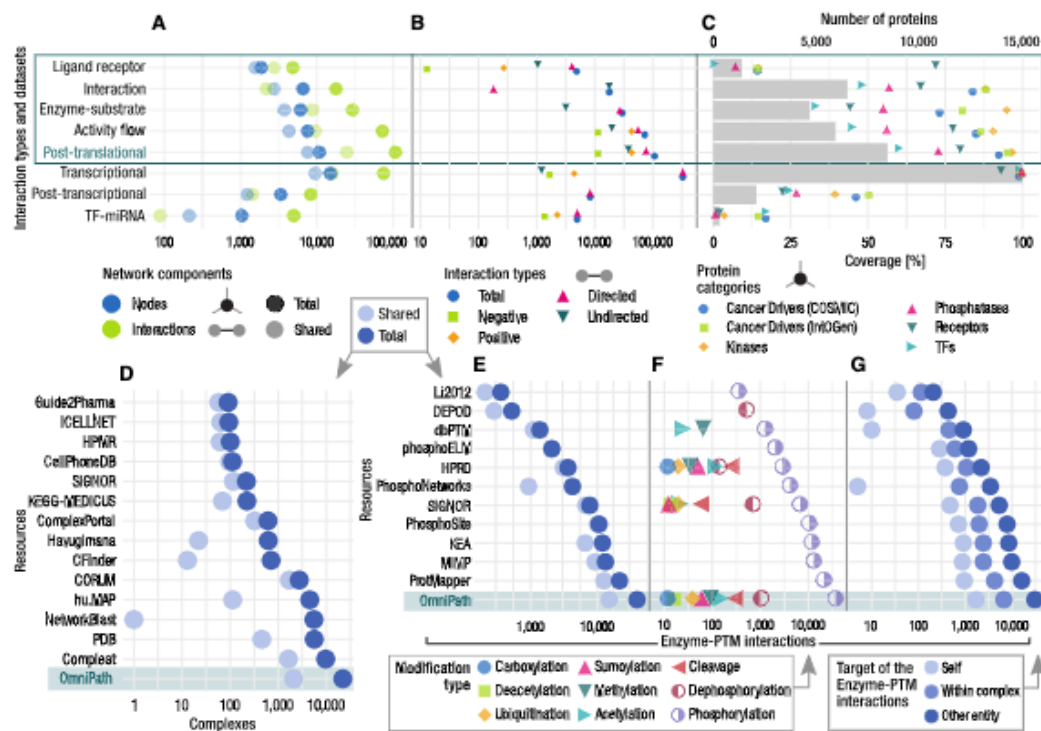 A B C Number of proteins
0 5,000 10,000 15,000
Interaction types and datasets
Ligand receptor
Interaction
Enzyme-substrate
Activity flow
Post-translational
Transcriptional
Post-transcriptional
TF-miRNA
100 1,000 10,000 100,000 10 1,000 10,000 100,000 0 25 50 75 100
Coverage [%]
Network components
Nodes Total
Interactions Shared
Interaction types
Total Directed
Negative Undirected
Positive
Protein categories
Cancer Drivers (COSMIC) Phosphatases
Cancer Drivers (IntOGen) Receptors
Kinases TFs
Shared
Total
D
Resources
Guide2Pharma
ICELLNET
HPMR
CellPhoneDB
SIGNOR
KEGG-MEDICUS
ComplexPortal
Havugimana
CFinder
CORUM
hu.MAP
NetworkBlast
PDB
Compleat
OmniPath
1 10 100 1,000 10,000
Complexes
E F G
Resources
Li2012
DEPOD
dbPTM
phosphoELM
HPRD
PhosphoNetworks
SIGNOR
PhosphoSite
KEA
MIMP
ProtMapper
OmniPath
1,000 10,000 10 100 1,000 10,000 10 100 1,000 10,000
Enzyme-PTM interactions
Modification type
Carboxylation Sumoylation Cleavage
Deacetylation Methylation Dephosphorylation
Ubiquitination Acetylation Phosphorylation
Target of the Enzyme-PTM interactions
Self
Within complex
Other entity